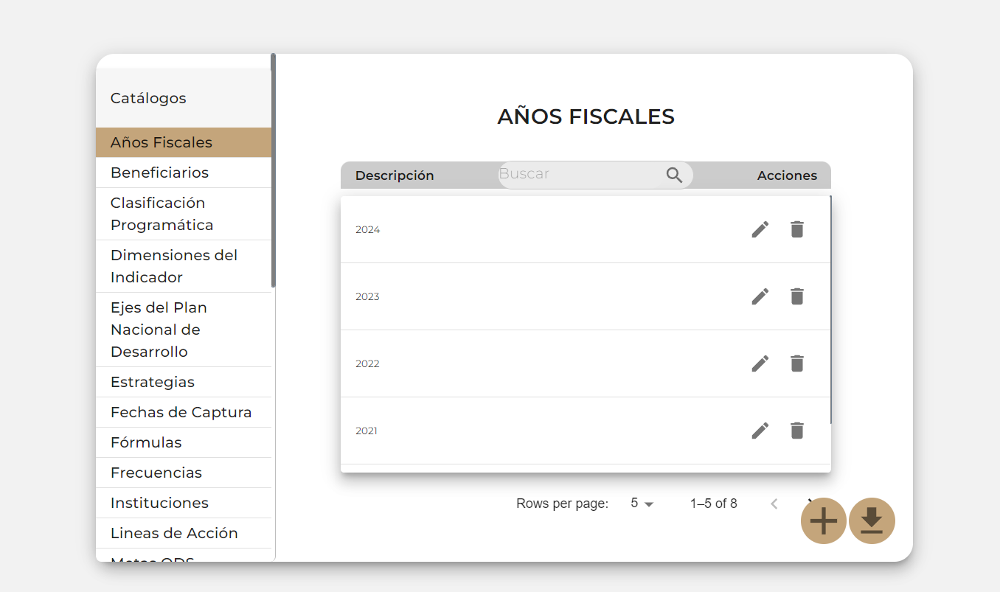 Catálogos
Años Fiscales
Beneficiarios
Clasificación
Programática
Dimensiones del
Indicador
Ejes del Plan
Nacional de
Desarrollo
Estrategias
Fechas de Captura
Fórmulas
Frecuencias
Instituciones
Lineas de Acción
AÑOS FISCALES
Descripción Buscar Acciones
2024
2023
2022
2021
Rows per page: 5 1–5 of 8